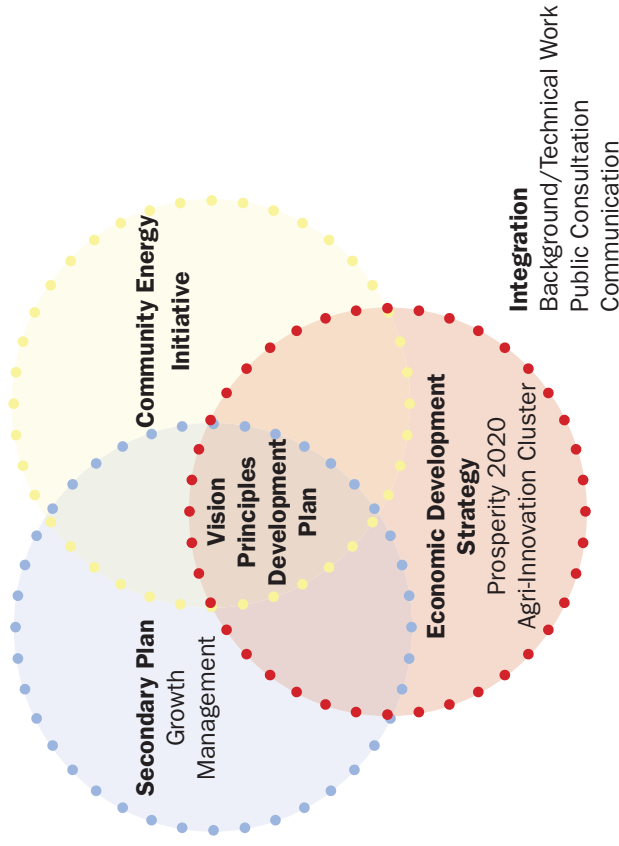 Secondary Plan
Growth
Management
Community Energy
Initiative
Vision
Principles
Development
Plan
Economic Development
Strategy
Prosperity 2020
Agri-Innovation Cluster
Integration
Background/Technical Work
Public Consultation
Communication